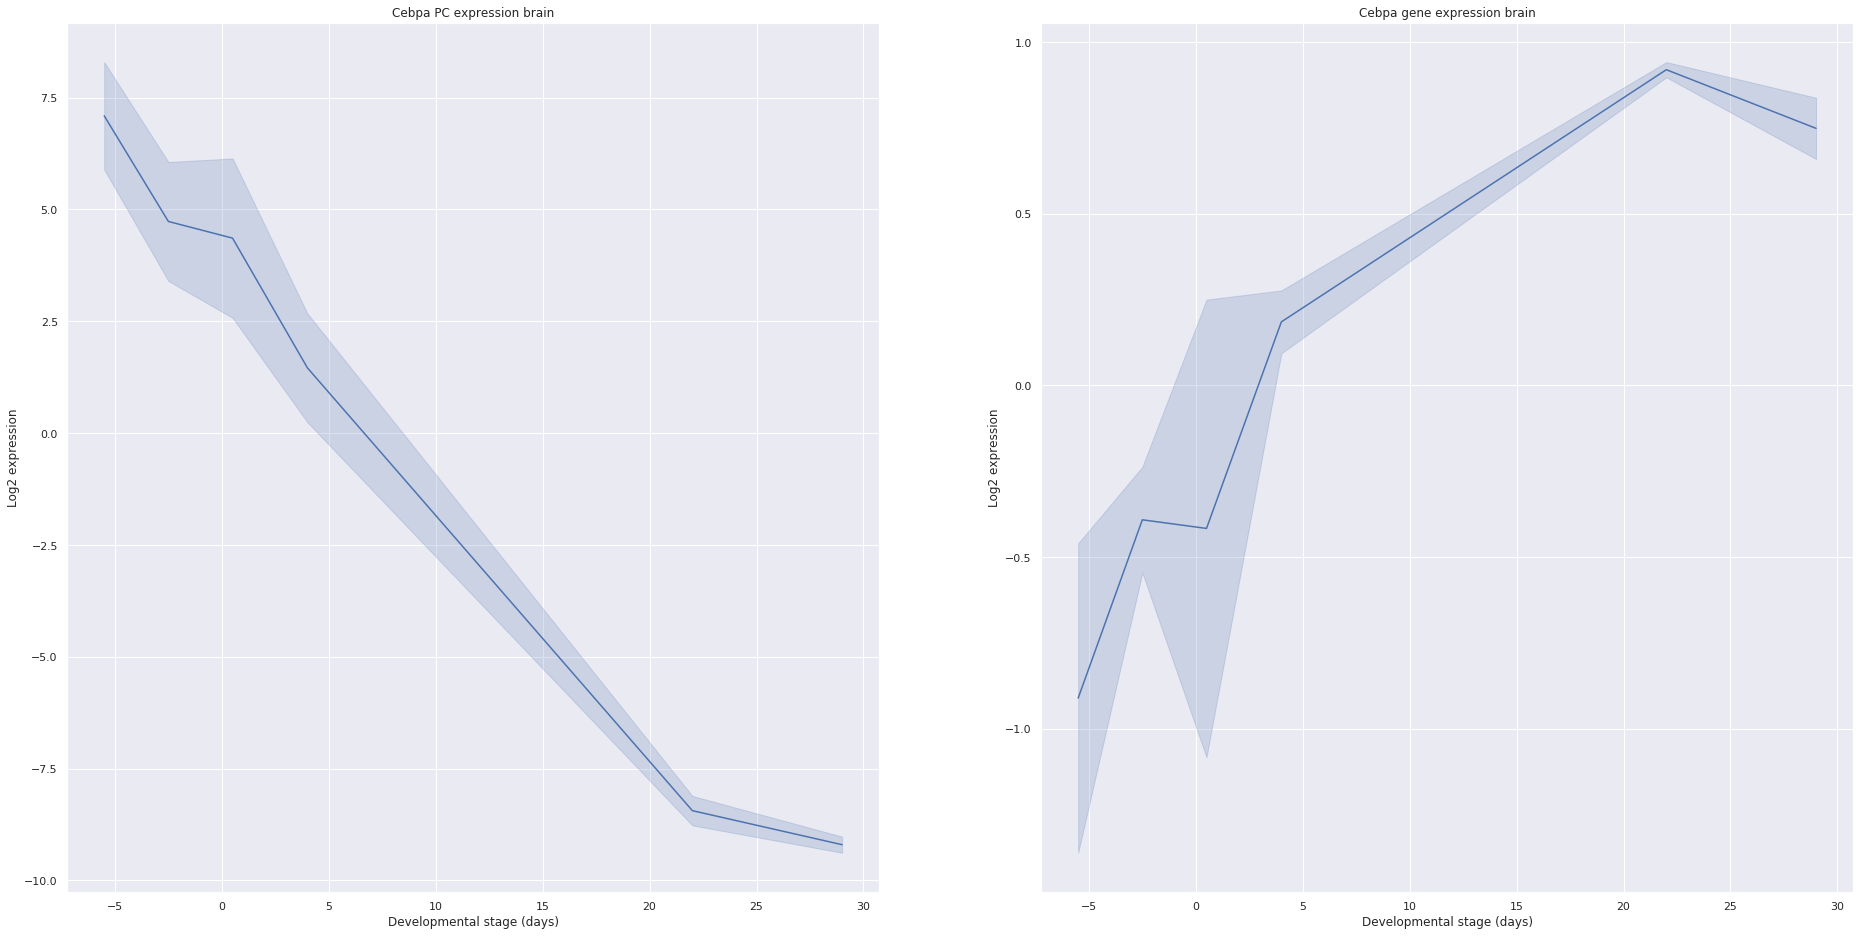 Cebpa PC expression brain
Log2 expression
7.5
5.0
2.5
0.0
−2.5
−5.0
−7.5
−10.0
−5 0 5 10 15 20 25 30
Developmental stage (days)
Cebpa gene expression brain
Log2 expression
1.0
0.5
0.0
−0.5
−1.0
−5 0 5 10 15 20 25 30
Developmental stage (days)